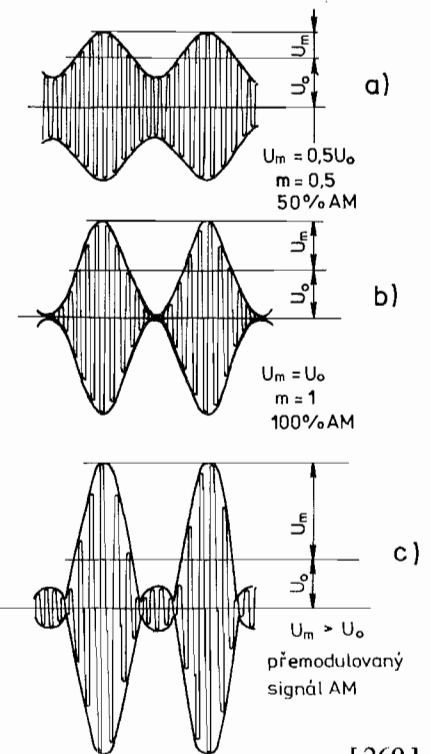 Um
Uo
a)
Um = 0,5Uo
m = 0,5
50% AM
Um
Uo
b)
Um = Uo
m = 1
100% AM
Um
Uo
c)
Um > Uo
přemodulovaný
signál AM